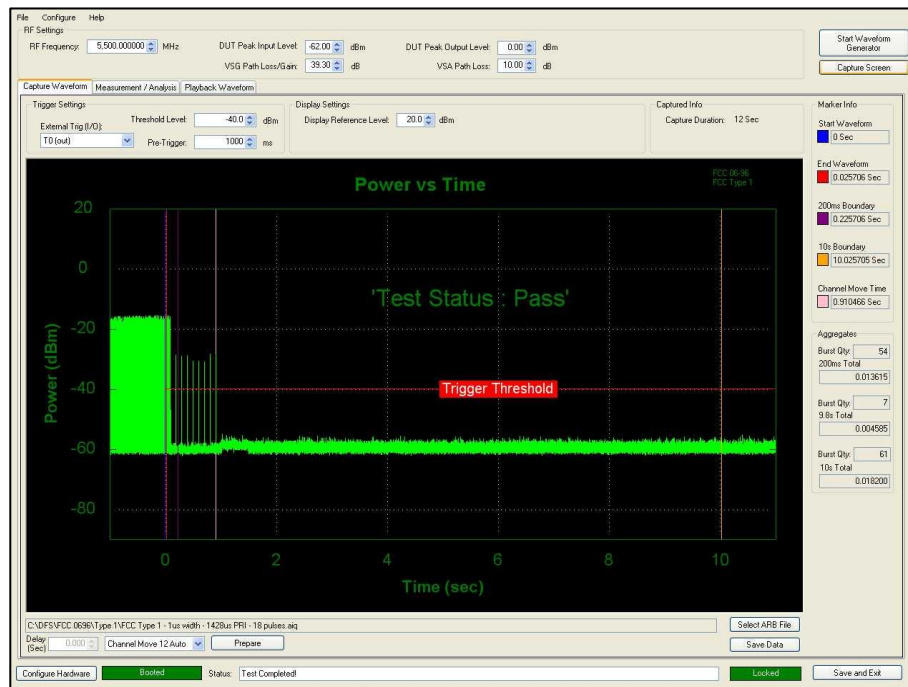 File Configure Help
RF Settings
RF Frequency: 5,500.000000 MHz
DUT Peak Input Level: -62.00 dBm
DUT Peak Output Level: 0.00 dBm
VSG Path Loss/Gain: 39.30 dB
VSA Path Loss: 10.00 dB
Start Waveform Generator
Capture Screen
Capture Waveform Measurement / Analysis Playback Waveform
Trigger Settings
External Trig (I/O):
T0 (out)
Threshold Level: -40.0 dBm
Pre-Trigger: 1000 ms
Display Settings
Display Reference Level: 20.0 dBm
Captured Info
Capture Duration: 12 Sec
Marker Info
Start Waveform
0 Sec
End Waveform
0.025706 Sec
200ms Boundary
0.225706 Sec
10s Boundary
10.025705 Sec
Channel Move Time
0.910466 Sec
Aggregates
Burst Qty: 54
200ms Total
0.013615
Burst Qty: 7
9.8s Total
0.004585
Burst Qty: 61
10s Total
0.018200
Power vs Time
FCC 06-96
FCC Type 1
'Test Status : Pass'
Trigger Threshold
Power (dBm)
20
0
-20
-40
-60
-80
0 2 4 6 8 10
Time (sec)
C:\DFS\FCC 0696\Type 1\FCC Type 1 - 1us width - 1428us PRI - 18 pulses.aiq
Select ARB File
Delay (Sec) 0.000 Channel Move 12 Auto Prepare
Save Data
Configure Hardware Booted Status: Test Completed! Locked Save and Exit